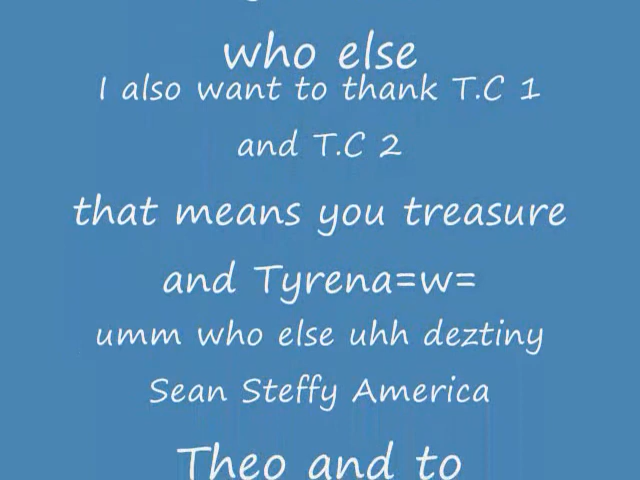 who else
I also want to thank T.C 1
and T.C 2
that means you treasure
and Tyrena=w=
umm who else uhh deztiny
Sean Steffy America
Theo and to